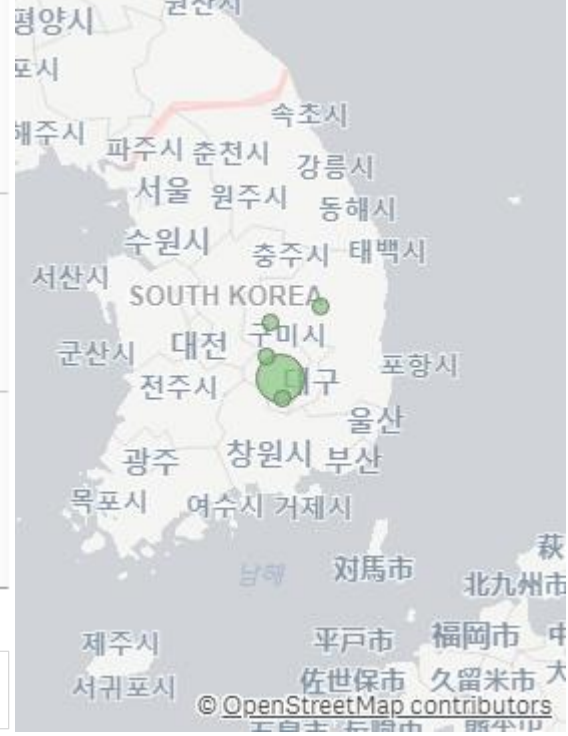 평양시
포시
속초시
해주시
파주시 춘천시
강릉시
서울 원주시
동해시
수원시
충주시 태백시
서산시
SOUTH KOREA
구미시
대전
군산시
포항시
대구
전주시
울산
창원시 부산
광주
목포시 여수시 거제시
萩
남해
対馬市
北九州市
제주시
平戸市 福岡市 中
佐世保市 久留米市 大
서귀포시
© OpenStreetMap contributors